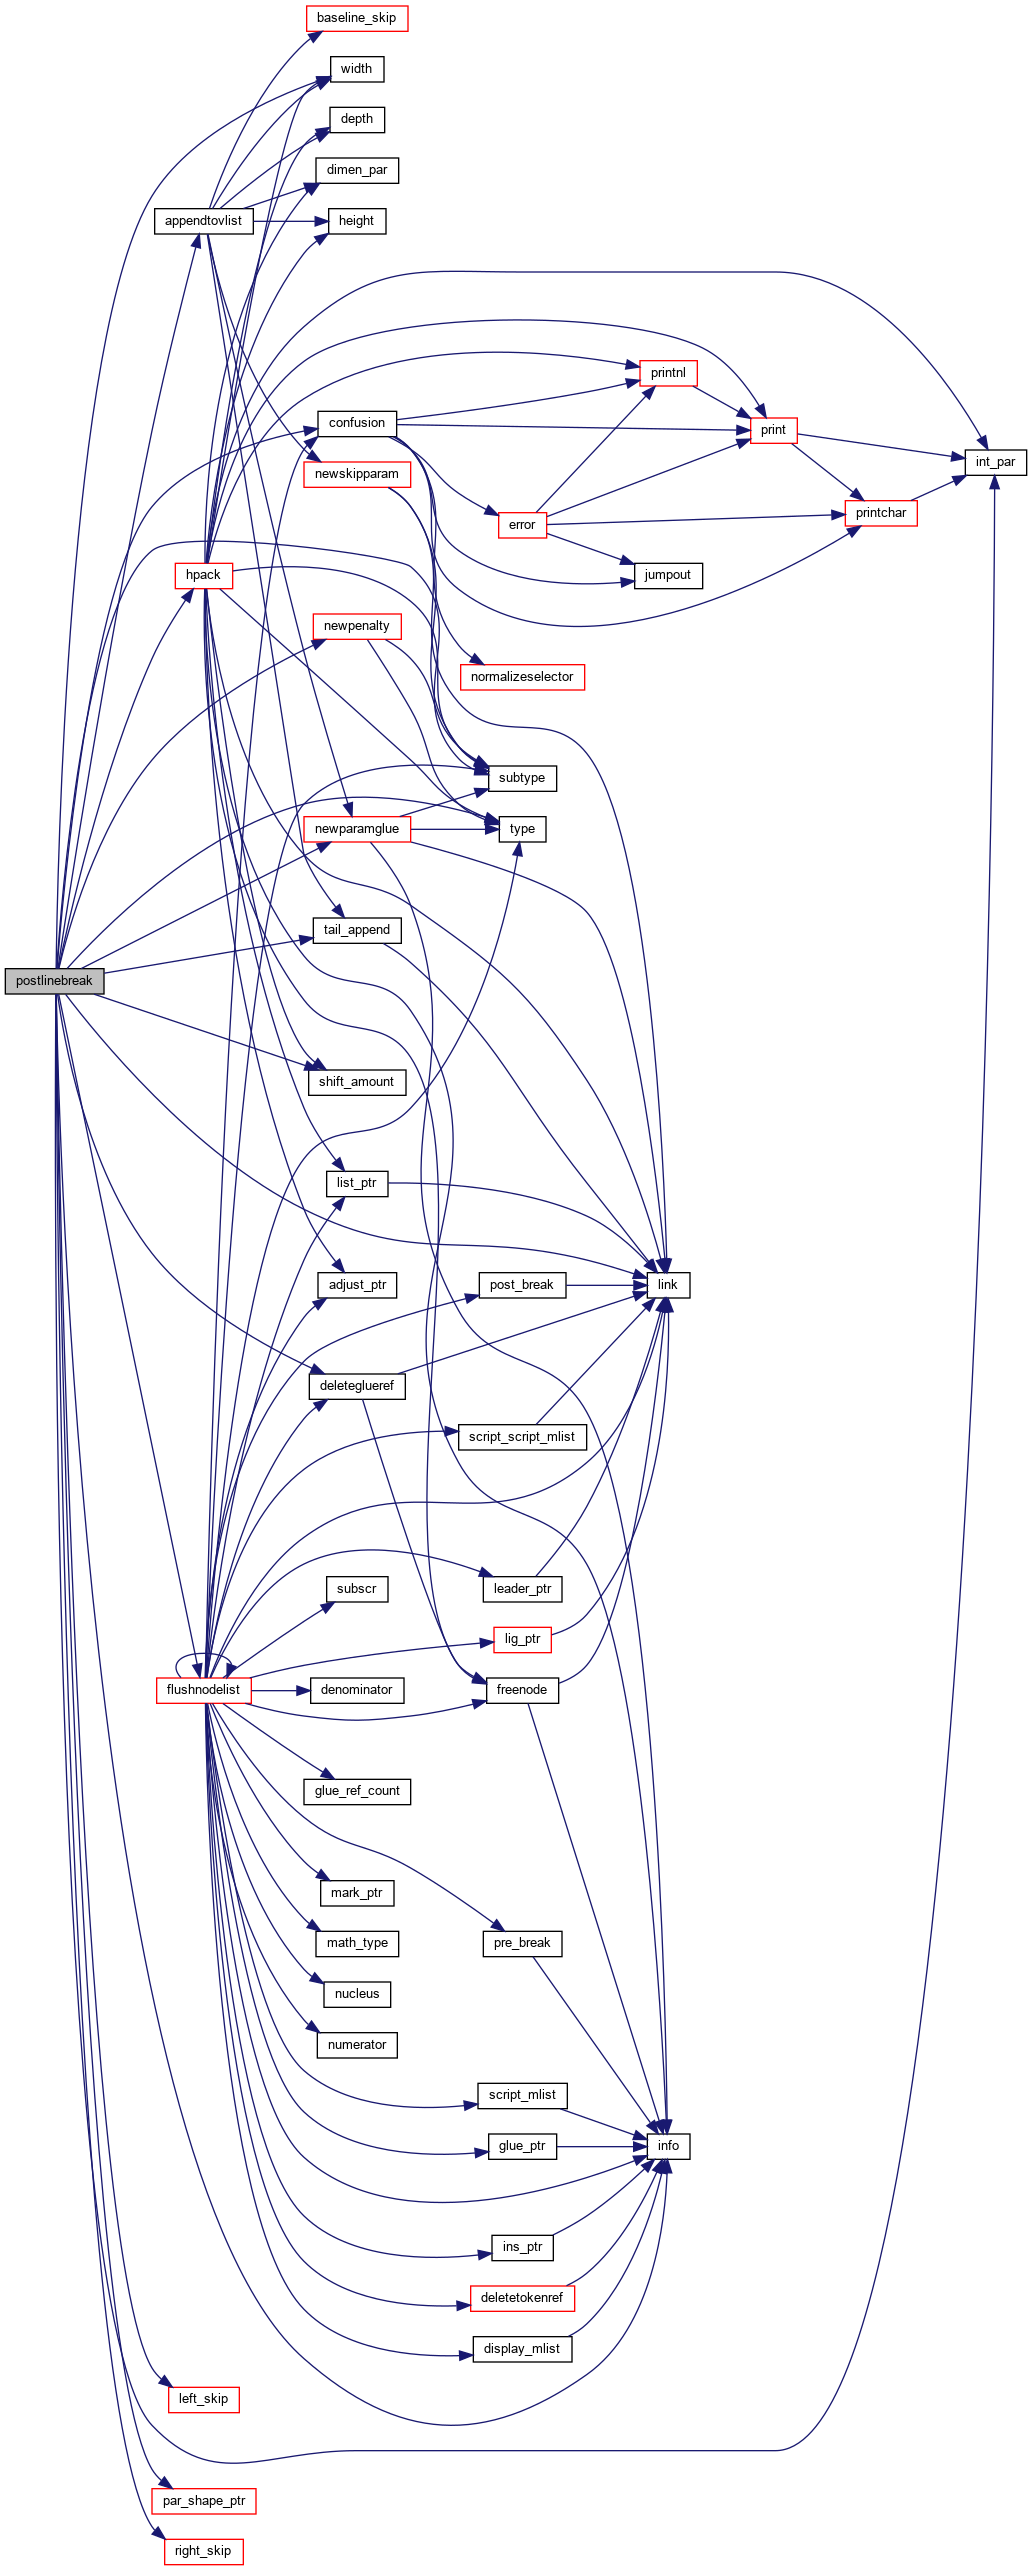 baseline_skip
width
depth
dimen_par
appendtovlist
height
printnl
confusion
print
int_par
newskipparam
printchar
error
hpack
jumpout
newpenalty
normalizeselector
subtype
newparamglue
type
tail_append
postlinebreak
shift_amount
list_ptr
adjust_ptr
post_break
link
deleteglueref
script_script_mlist
subscr
leader_ptr
lig_ptr
flushnodelist
denominator
freenode
glue_ref_count
mark_ptr
math_type
pre_break
nucleus
numerator
script_mlist
glue_ptr
info
ins_ptr
deletetokenref
display_mlist
left_skip
par_shape_ptr
right_skip